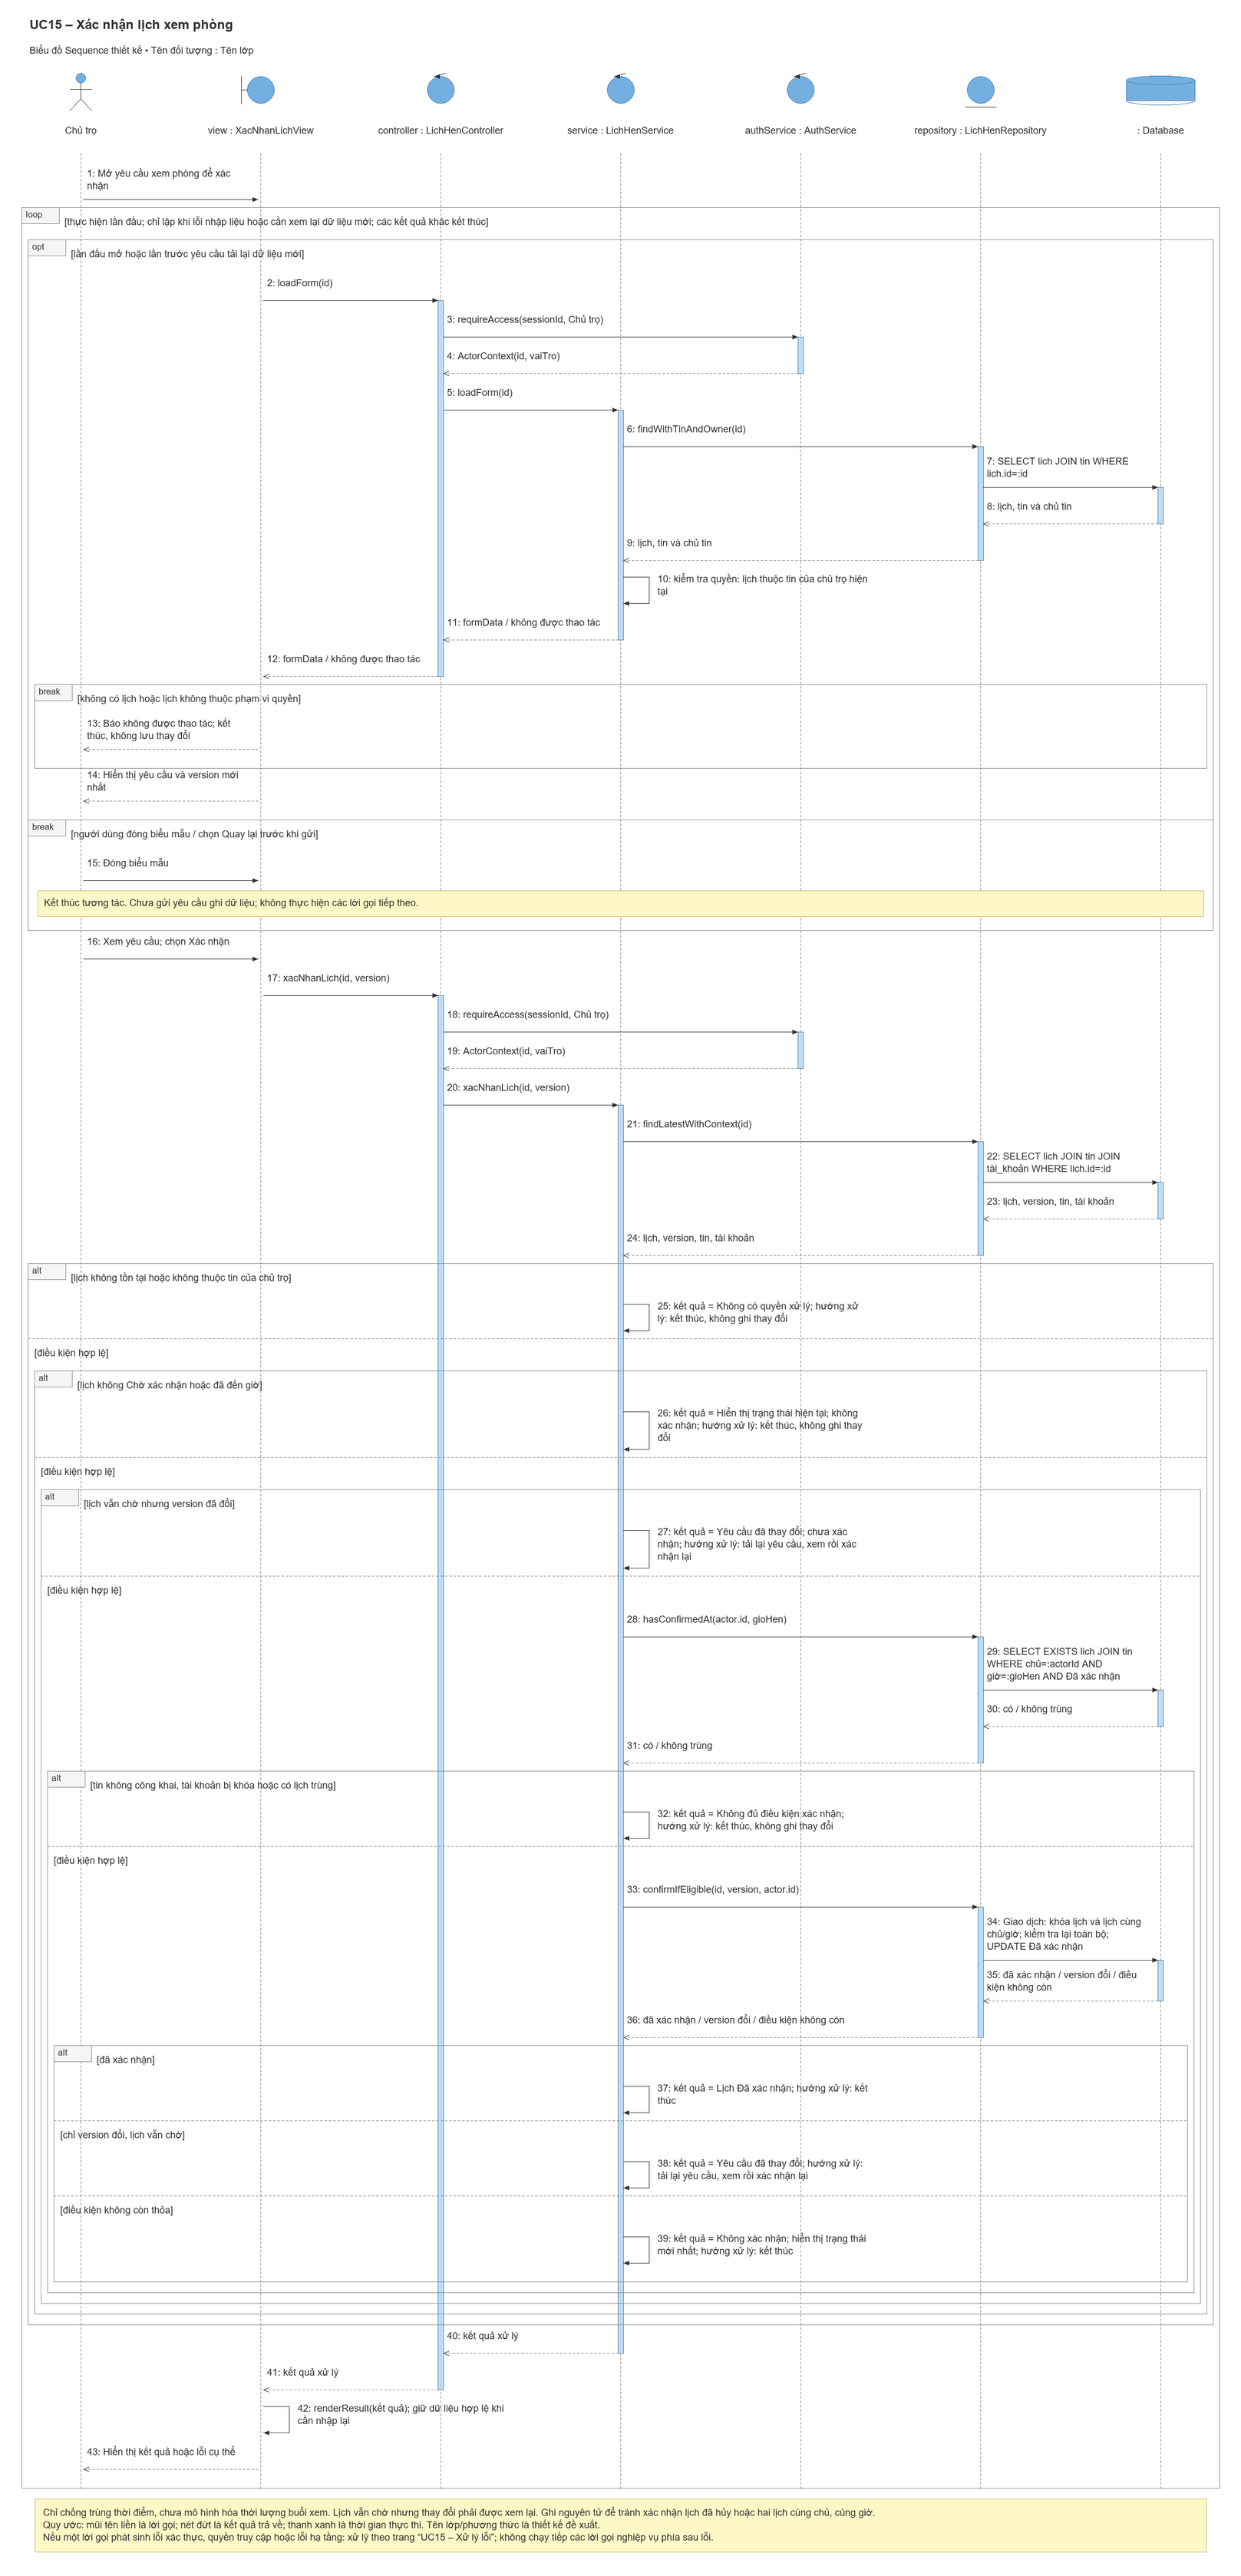 UC15 – Xác nhận lịch xem phòng
Biểu đồ Sequence thiết kế • Tên đối tượng : Tên lớp
Chủ trọ
view : XacNhanLichView
controller : LichHenController
service : LichHenService
authService : AuthService
repository : LichHenRepository
: Database
1: Mở yêu cầu xem phòng để xác
nhận
loop
[thực hiện lần đầu; chỉ lặp khi lỗi nhập liệu hoặc cần xem lại dữ liệu mới; các kết quả khác kết thúc]
opt
[lần đầu mở hoặc lần trước yêu cầu tải lại dữ liệu mới]
2: loadForm(id)
3: requireAccess(sessionId, Chủ trọ)
4: ActorContext(id, vaiTro)
5: loadForm(id)
6: findWithTinAndOwner(id)
7: SELECT lich JOIN tin WHERE
lich.id=:id
8: lịch, tin và chủ tin
9: lịch, tin và chủ tin
10: kiểm tra quyền: lịch thuộc tin của chủ trọ hiện
tại
11: formData / không được thao tác
12: formData / không được thao tác
break
[không có lịch hoặc lịch không thuộc phạm vi quyền]
13: Báo không được thao tác; kết
thúc, không lưu thay đổi
14: Hiển thị yêu cầu và version mới
nhất
break
[người dùng đóng biểu mẫu / chọn Quay lại trước khi gửi]
15: Đóng biểu mẫu
Kết thúc tương tác. Chưa gửi yêu cầu ghi dữ liệu; không thực hiện các lời gọi tiếp theo.
16: Xem yêu cầu; chọn Xác nhận
17: xacNhanLich(id, version)
18: requireAccess(sessionId, Chủ trọ)
19: ActorContext(id, vaiTro)
20: xacNhanLich(id, version)
21: findLatestWithContext(id)
22: SELECT lich JOIN tin JOIN
tài_khoản WHERE lich.id=:id
23: lịch, version, tin, tài khoản
24: lịch, version, tin, tài khoản
alt
[lịch không tồn tại hoặc không thuộc tin của chủ trọ]
25: kết quả = Không có quyền xử lý; hướng xử
lý: kết thúc, không ghi thay đổi
[điều kiện hợp lệ]
alt
[lịch không Chờ xác nhận hoặc đã đến giờ]
26: kết quả = Hiển thị trạng thái hiện tại; không
xác nhận; hướng xử lý: kết thúc, không ghi thay
đổi
[điều kiện hợp lệ]
alt
[lịch vẫn chờ nhưng version đã đổi]
27: kết quả = Yêu cầu đã thay đổi; chưa xác
nhận; hướng xử lý: tải lại yêu cầu, xem rồi xác
nhận lại
[điều kiện hợp lệ]
28: hasConfirmedAt(actor.id, gioHen)
29: SELECT EXISTS lich JOIN tin
WHERE chủ=:actorId AND
giờ=:gioHen AND Đã xác nhận
30: có / không trùng
31: có / không trùng
alt
[tin không công khai, tài khoản bị khóa hoặc có lịch trùng]
32: kết quả = Không đủ điều kiện xác nhận;
hướng xử lý: kết thúc, không ghi thay đổi
[điều kiện hợp lệ]
33: confirmIfEligible(id, version, actor.id)
34: Giao dịch: khóa lịch và lịch cùng
chủ/giờ; kiểm tra lại toàn bộ;
UPDATE Đã xác nhận
35: đã xác nhận / version đổi / điều
kiện không còn
36: đã xác nhận / version đổi / điều kiện không còn
alt
[đã xác nhận]
37: kết quả = Lịch Đã xác nhận; hướng xử lý: kết
thúc
[chỉ version đổi, lịch vẫn chờ]
38: kết quả = Yêu cầu đã thay đổi; hướng xử lý:
tải lại yêu cầu, xem rồi xác nhận lại
[điều kiện không còn thỏa]
39: kết quả = Không xác nhận; hiển thị trạng thái
mới nhất; hướng xử lý: kết thúc
40: kết quả xử lý
41: kết quả xử lý
42: renderResult(kết quả); giữ dữ liệu hợp lệ khi
cần nhập lại
43: Hiển thị kết quả hoặc lỗi cụ thể
Chỉ chống trùng thời điểm, chưa mô hình hóa thời lượng buổi xem. Lịch vẫn chờ nhưng thay đổi phải được xem lại. Ghi nguyên tử để tránh xác nhận lịch đã hủy hoặc hai lịch cùng chủ, cùng giờ.
Quy ước: mũi tên liền là lời gọi; nét đứt là kết quả trả về; thanh xanh là thời gian thực thi. Tên lớp/phương thức là thiết kế đề xuất.
Nếu một lời gọi phát sinh lỗi xác thực, quyền truy cập hoặc lỗi hạ tầng: xử lý theo trang “UC15 – Xử lý lỗi”; không chạy tiếp các lời gọi nghiệp vụ phía sau lỗi.